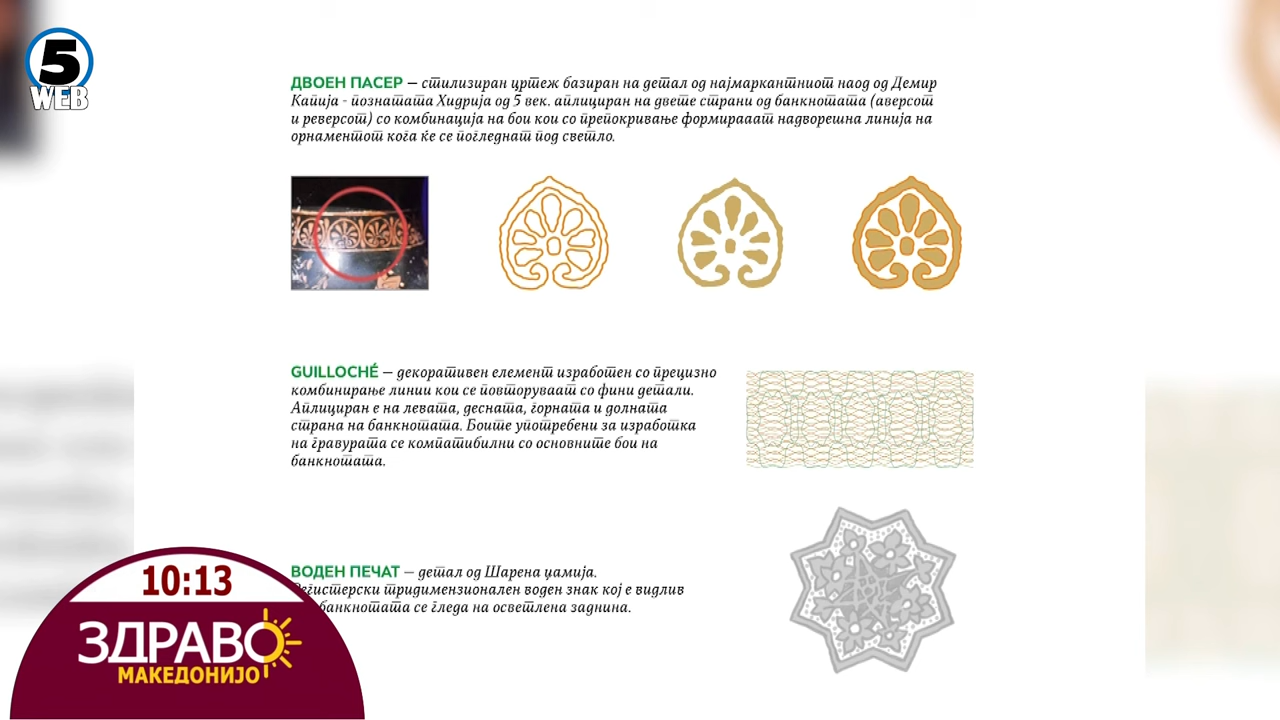 5
WEB
ДВОЕН ПАСЕР – стилизиран цртеж базиран на детал од најмаркантниот наод од Демир
Капија - познатата Хидрија од 5 век. аплициран на двете страни од банкнотата (аверсот
и реверсот) со комбинација на бои кои со препокривање формирааат надворешна линија на
орнаментот кога ќе се погледнат под светло.
GUILLOCHÉ – декоративен елемент изработен со прецизно
комбинирање линии кои се повторуваат со фини детали.
Аплициран е на левата, десната, горната и долната
страна на банкнотата. Боите употребени за изработка
на гравурата се компатибилни со основните бои на
банкнотата.
ВОДЕН ПЕЧАТ – детал од Шарена џамија.
тридимензионален воден знак кој е видлив
банкнотата се гледа на осветлена заднина.
10:13
ЗДРАВО
МАКЕДОНИЈО